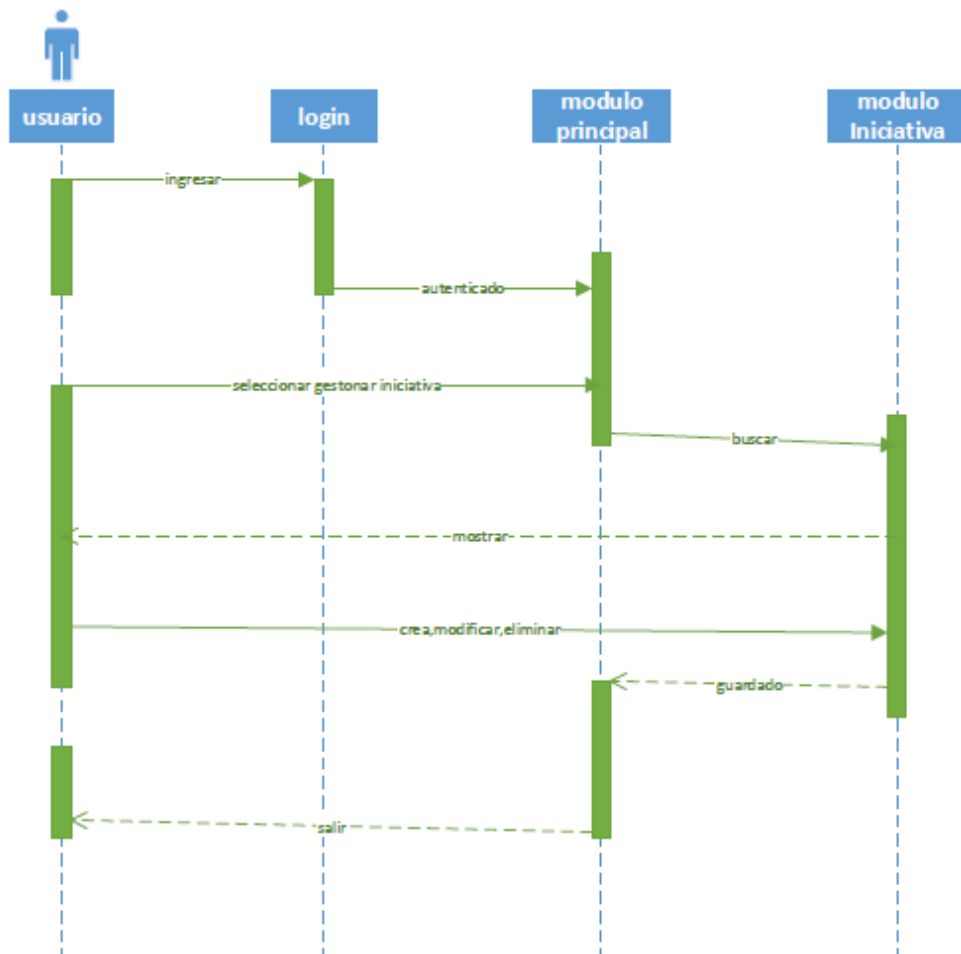 usuario
login
modulo
principal
modulo
Iniciativa
ingresar
autenticado
seleccionar gestonar iniciativa
buscar
mostrar
crea,modificar,eliminar
guardado
salir